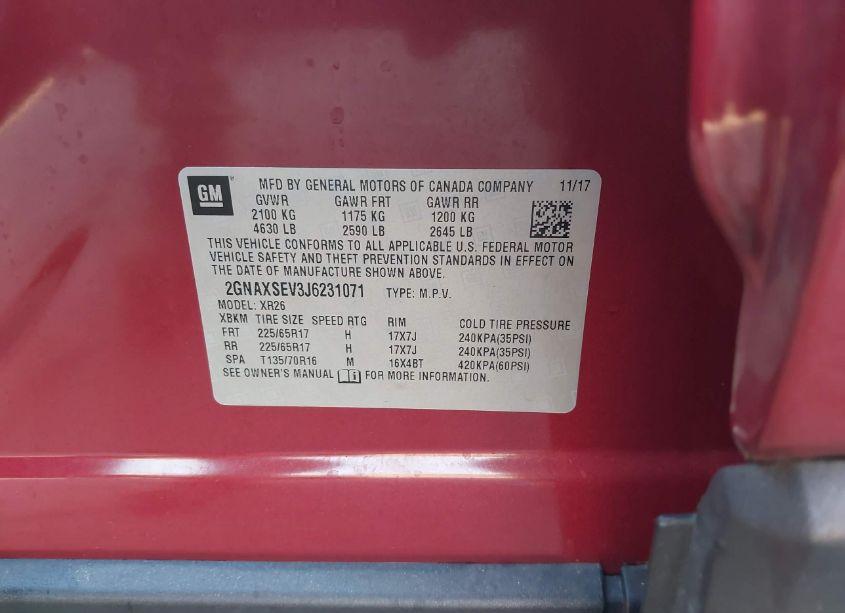 GM MFD BY GENERAL MOTORS OF CANADA COMPANY 11/17
GVWR GAWR FRT GAWR RR
2100 KG 1175 KG 1200 KG
4630 LB 2590 LB 2645 LB
THIS VEHICLE CONFORMS TO ALL APPLICABLE U.S. FEDERAL MOTOR
VEHICLE SAFETY AND THEFT PREVENTION STANDARDS IN EFFECT ON
THE DATE OF MANUFACTURE SHOWN ABOVE.
2GNAXSEV3J6231071 TYPE: M.P.V.
MODEL: XR26
XBKM TIRE SIZE SPEED RTG RIM COLD TIRE PRESSURE
FRT 225/65R17 H 17X7J 240KPA(35PSI)
RR 225/65R17 H 17X7J 240KPA(35PSI)
SPA T135/70R16 M 16X4BT 420KPA(60PSI)
SEE OWNER'S MANUAL FOR MORE INFORMATION.